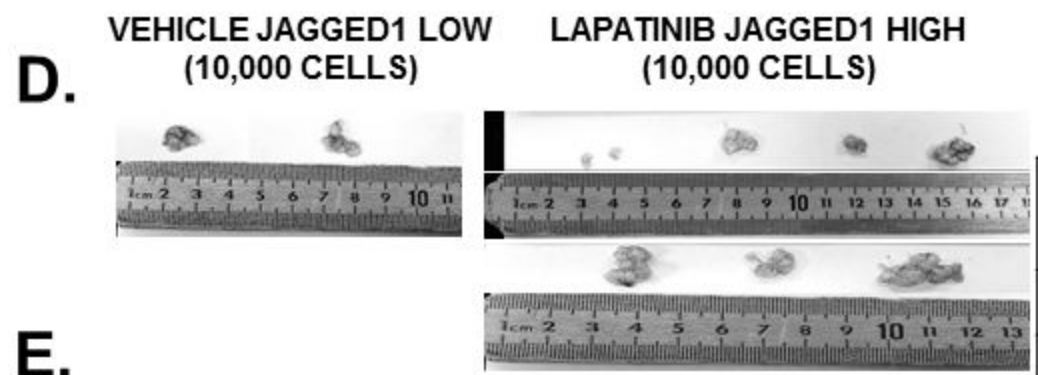 VEHICLE JAGGED1 LOW
(10,000 CELLS)
LAPATINIB JAGGED1 HIGH
(10,000 CELLS)
D.
1cm 2 3 4 5 6 7 8 9 10 11
1cm 2 3 4 5 6 7 8 9 10 11 12 13 14 15 16 17
1cm 2 3 4 5 6 7 8 9 10 11 12 13
E.